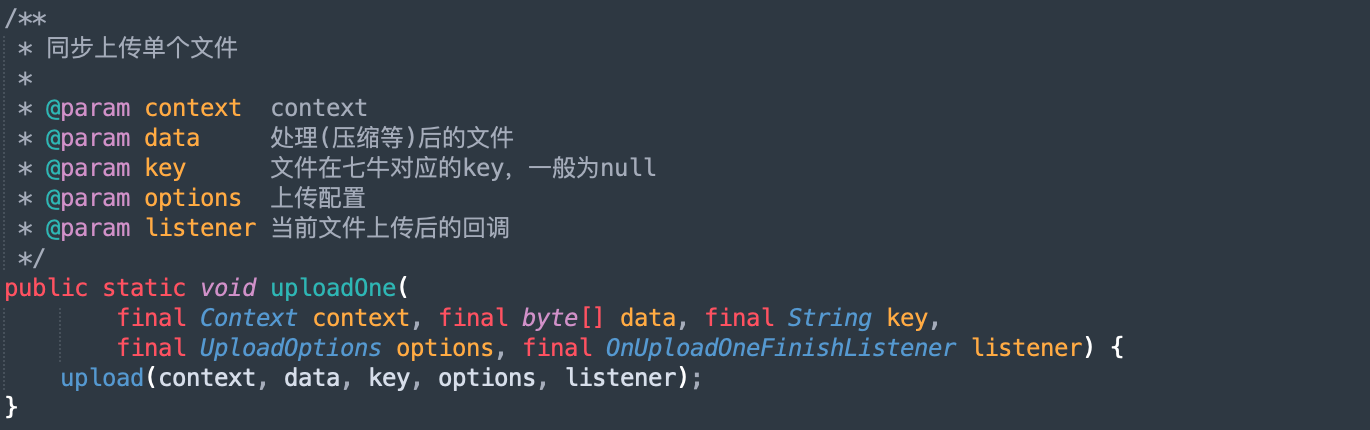 /**
 * 同步上传单个文件
 *
 * @param context  context
 * @param data     处理(压缩等)后的文件
 * @param key      文件在七牛对应的key，一般为null
 * @param options  上传配置
 * @param listener 当前文件上传后的回调
 */
public static void uploadOne(
        final Context context, final byte[] data, final String key,
        final UploadOptions options, final OnUploadOneFinishListener listener) {
    upload(context, data, key, options, listener);
}